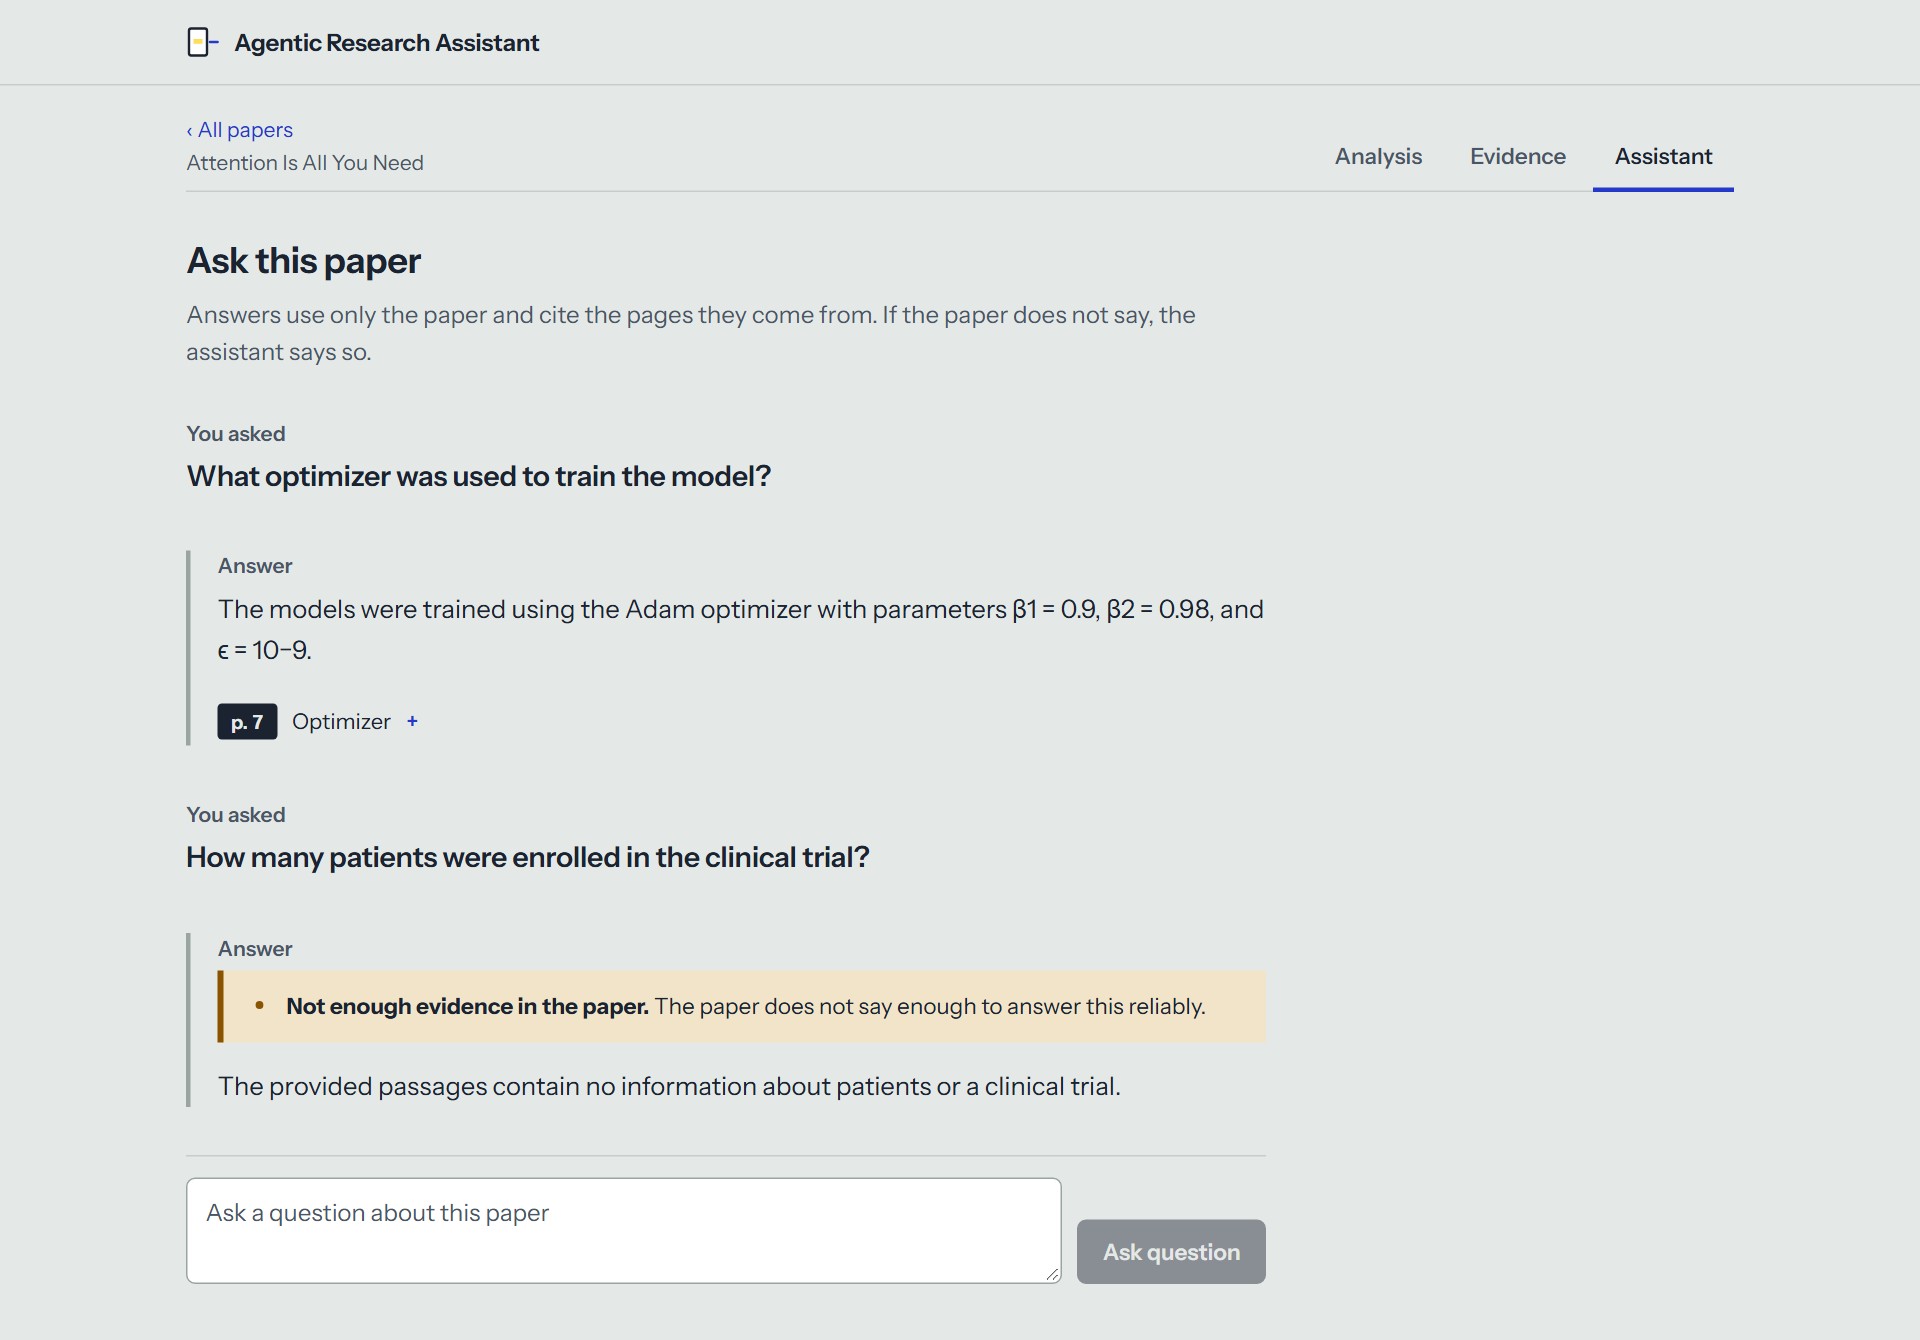 Agentic Research Assistant
‹ All papers
Attention Is All You Need
Analysis
Evidence
Assistant
Ask this paper
Answers use only the paper and cite the pages they come from. If the paper does not say, the
assistant says so.
You asked
What optimizer was used to train the model?
Answer
The models were trained using the Adam optimizer with parameters β1 = 0.9, β2 = 0.98, and
ϵ = 10−9.
p. 7 Optimizer +
You asked
How many patients were enrolled in the clinical trial?
Answer
• Not enough evidence in the paper. The paper does not say enough to answer this reliably.
The provided passages contain no information about patients or a clinical trial.
Ask a question about this paper
Ask question